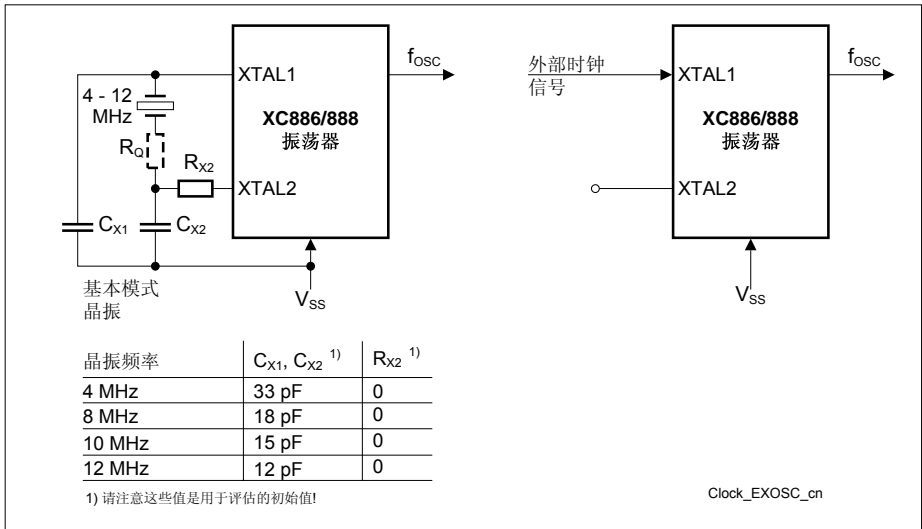 XTAL1
fOSC
4 - 12
MHz
XC886/888
振荡器
RQ
RX2
XTAL2
CX1
CX2
基本模式
晶振
VSS
外部时钟
信号
XTAL1
fOSC
XC886/888
振荡器
XTAL2
VSS
晶振频率 CX1, CX2 1) RX2 1)
4 MHz 33 pF 0
8 MHz 18 pF 0
10 MHz 15 pF 0
12 MHz 12 pF 0
1) 请注意这些值是用于评估的初始值!
Clock_EXOSC_cn